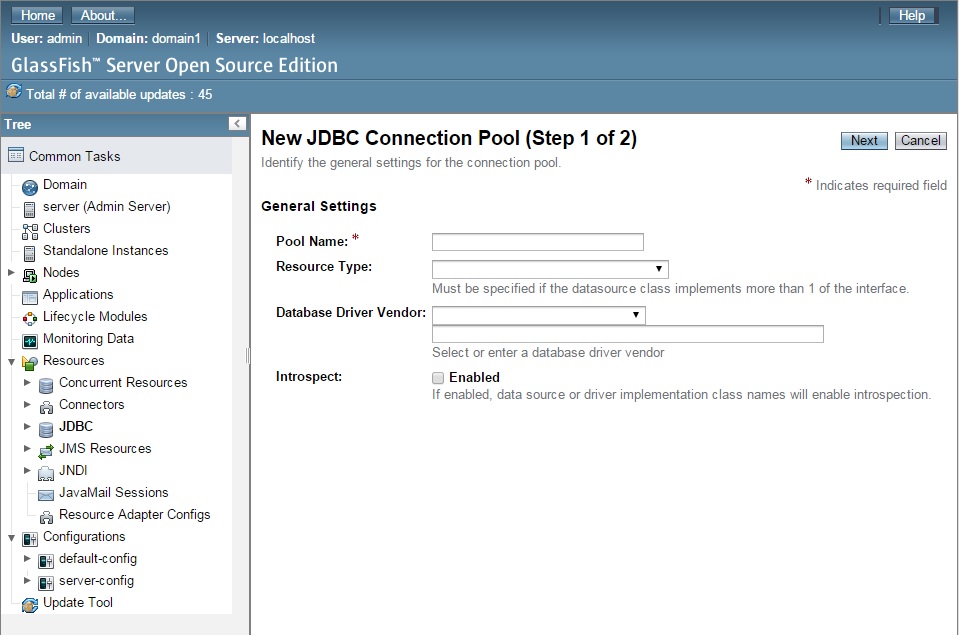 Home About... Help
User: admin Domain: domain1 Server: localhost
GlassFish™ Server Open Source Edition
Total # of available updates : 45
Tree
Common Tasks
Domain
server (Admin Server)
Clusters
Standalone Instances
Nodes
Applications
Lifecycle Modules
Monitoring Data
Resources
Concurrent Resources
Connectors
JDBC
JMS Resources
JNDI
JavaMail Sessions
Resource Adapter Configs
Configurations
default-config
server-config
Update Tool
New JDBC Connection Pool (Step 1 of 2)
Next Cancel
Identify the general settings for the connection pool.
* Indicates required field
General Settings
Pool Name: *
Resource Type:
Must be specified if the datasource class implements more than 1 of the interface.
Database Driver Vendor:
Select or enter a database driver vendor
Introspect: Enabled
If enabled, data source or driver implementation class names will enable introspection.